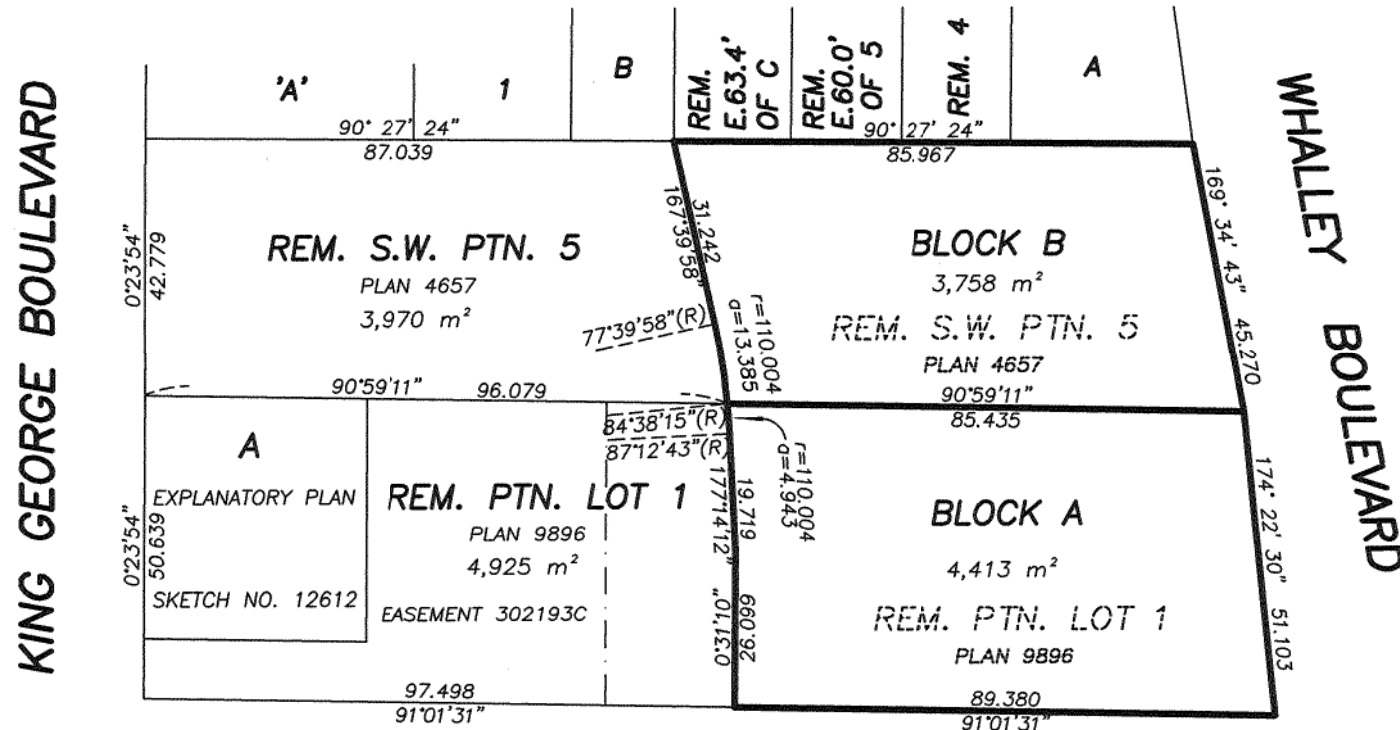 KING GEORGE BOULEVARD
'A'
1
B
REM.
E.63.4'
OF C
REM.
E.60.0'
OF 5
REM. 4
A
WHALLEY BOULEVARD
90° 27' 24"
87.039
90° 27' 24"
85.967
0°23'54"
42.779
REM. S.W. PTN. 5
PLAN 4657
3,970 m²
31.242
167°39'58"
77°39'58"(R)
r=110.004
a=13.385
BLOCK B
3,758 m²
REM. S.W. PTN. 5
PLAN 4657
169° 34' 43"
45.270
90°59'11"
96.079
90°59'11"
85.435
84°38'15"(R)
87°12'43"(R)
r=110.004
a=4.943
0°23'54"
50.639
A
EXPLANATORY PLAN
SKETCH NO. 12612
REM. PTN. LOT 1
PLAN 9896
4,925 m²
EASEMENT 302193C
19.719
177°14'12"
26.099
0°31'10"
BLOCK A
4,413 m²
REM. PTN. LOT 1
PLAN 9896
174° 22' 30"
51.103
97.498
91°01'31"
89.380
91°01'31"